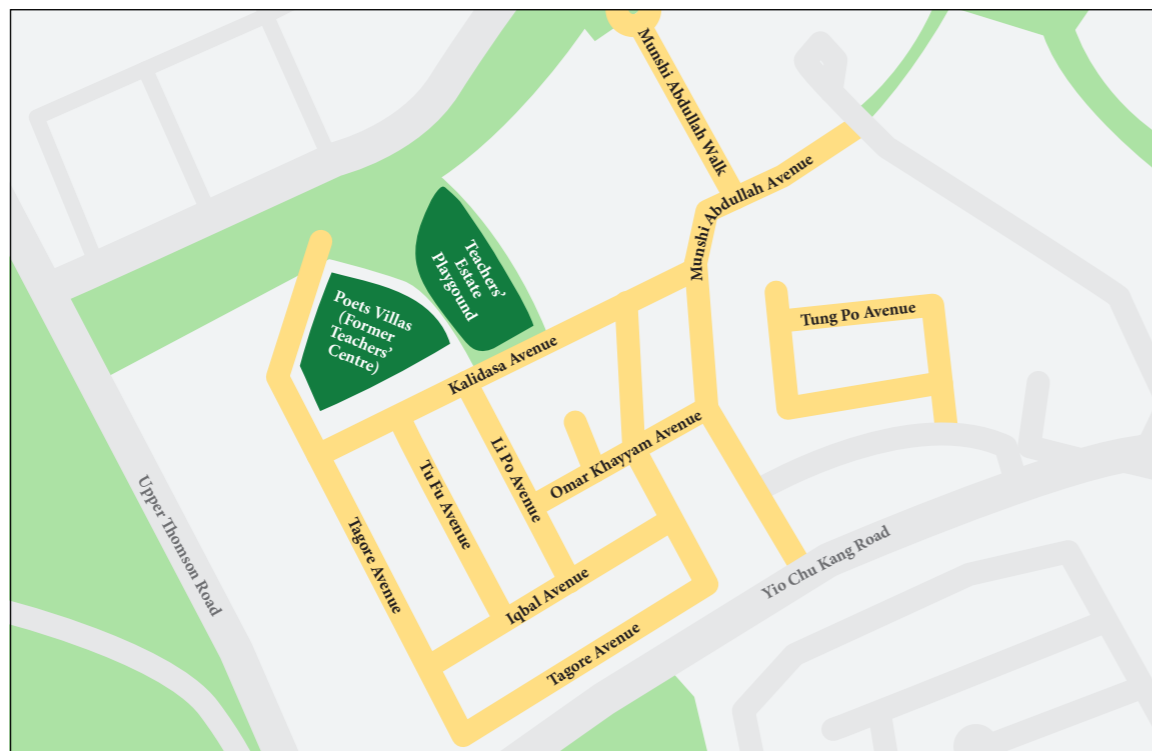 Munshi Abdullah Walk
Munshi Abdullah Avenue
Teachers’
Estate
Playgound
Poets Villas
(Former
Teachers’
Centre)
Tung Po Avenue
Kalidasa Avenue
Li Po Avenue
Omar Khayyam Avenue
Tu Fu Avenue
Upper Thomson Road
Tagore Avenue
Iqbal Avenue
Yio Chu Kang Road
Tagore Avenue